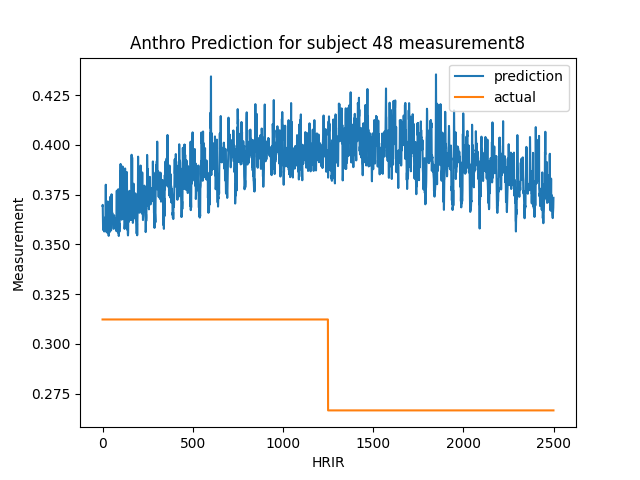 Anthro Prediction for subject 48 measurement8
prediction
actual
0.425
0.400
0.375
0.350
0.325
0.300
0.275
Measurement
0
500
1000
1500
2000
2500
HRIR